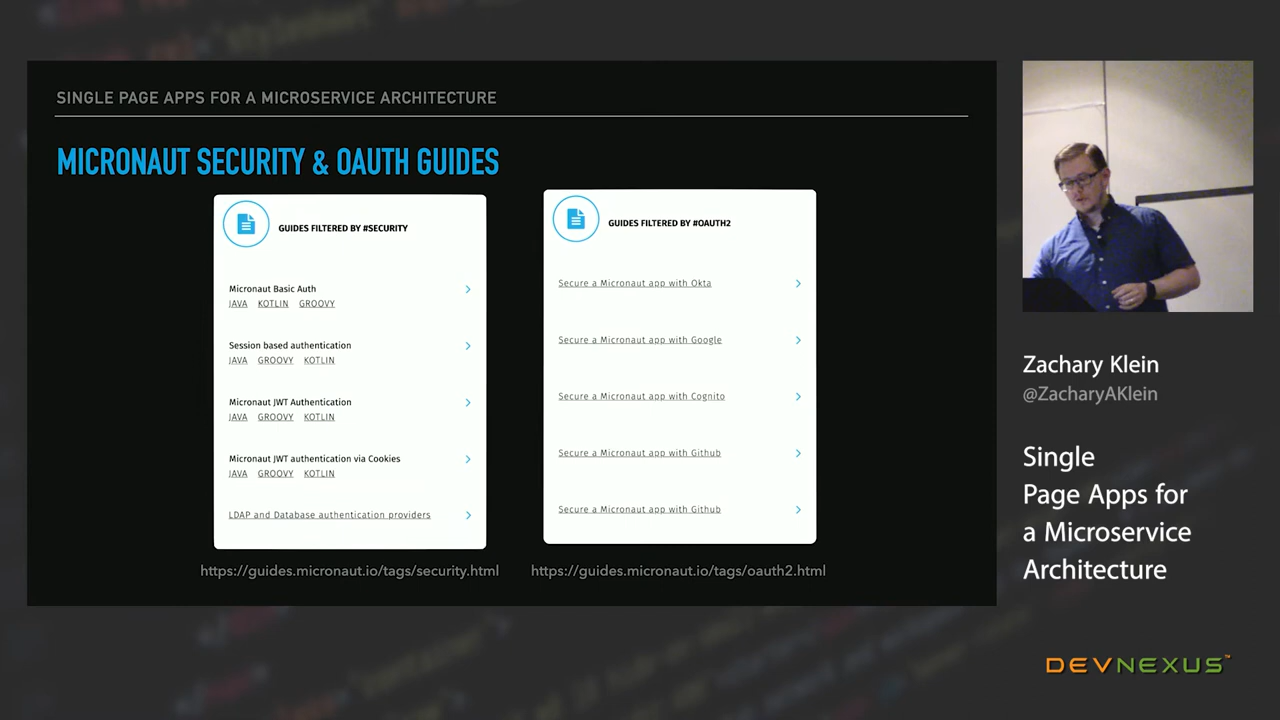 SINGLE PAGE APPS FOR A MICROSERVICE ARCHITECTURE
MICRONAUT SECURITY & OAUTH GUIDES
GUIDES FILTERED BY #SECURITY
Micronaut Basic Auth
JAVA KOTLIN GROOVY
Session based authentication
JAVA GROOVY KOTLIN
Micronaut JWT Authentication
JAVA GROOVY KOTLIN
Micronaut JWT authentication via Cookies
JAVA GROOVY KOTLIN
LDAP and Database authentication providers
https://guides.micronaut.io/tags/security.html
GUIDES FILTERED BY #OAUTH2
Secure a Micronaut app with Okta
Secure a Micronaut app with Google
Secure a Micronaut app with Cognito
Secure a Micronaut app with Github
Secure a Micronaut app with Github
https://guides.micronaut.io/tags/oauth2.html
Zachary Klein
@ZacharyAKlein
Single
Page Apps for
a Microservice
Architecture
DEVNEXUS™